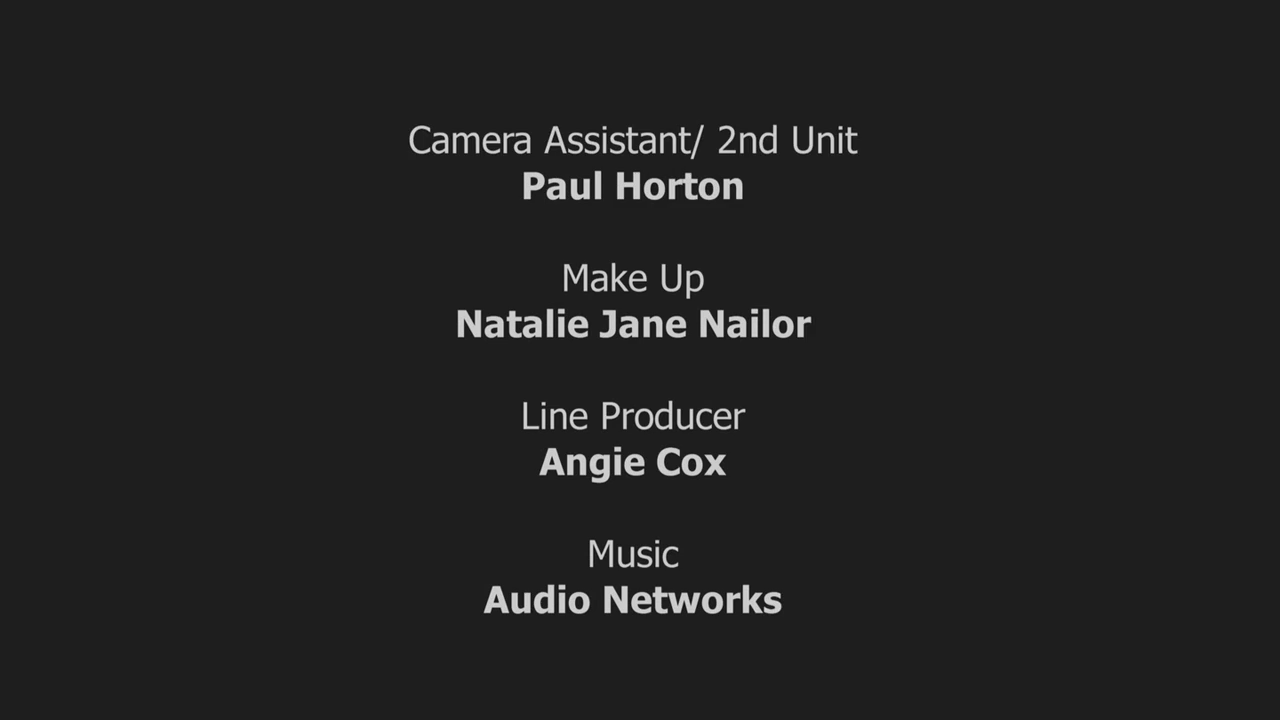 Camera Assistant/ 2nd Unit
Paul Horton
Make Up
Natalie Jane Nailor
Line Producer
Angie Cox
Music
Audio Networks